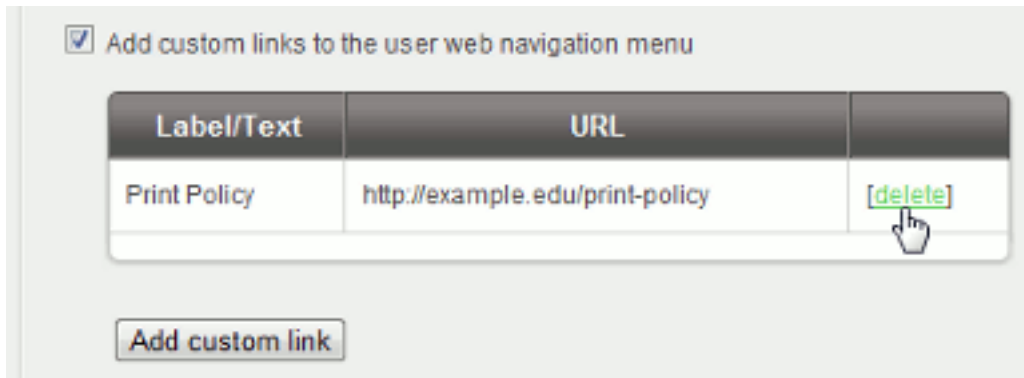 Add custom links to the user web navigation menu
Label/Text URL
Print Policy http://example.edu/print-policy [delete]
Add custom link